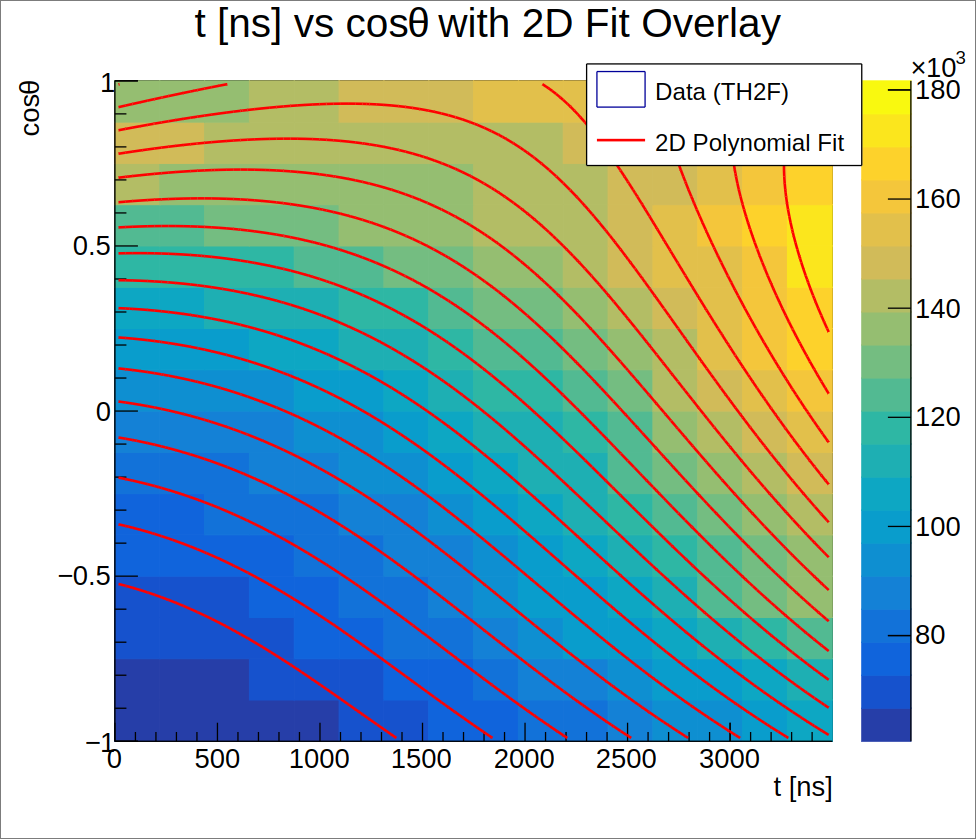 t [ns] vs cosθ with 2D Fit Overlay
×10³
cosθ
Data (TH2F)
2D Polynomial Fit
1
0.5
0
−0.5
−1
0 500 1000 1500 2000 2500 3000
t [ns]
180
160
140
120
100
80